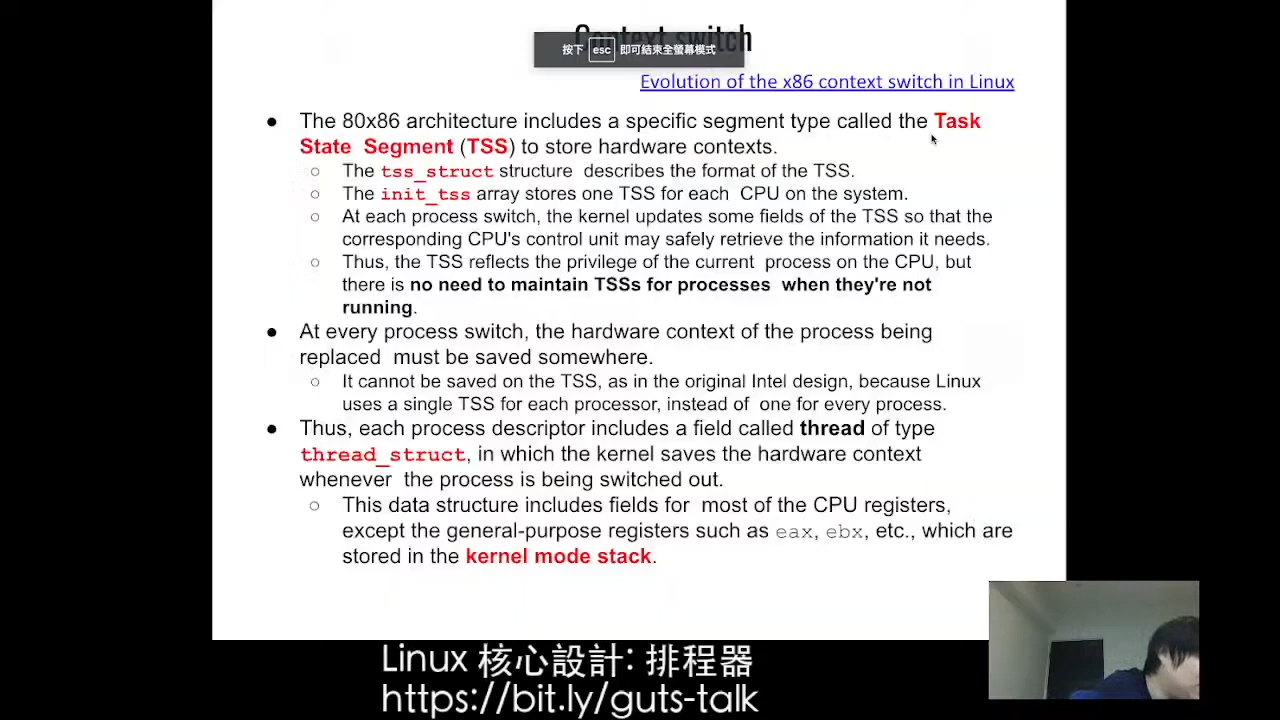 Context switch
按下 esc 即可結束全螢幕模式
Evolution of the x86 context switch in Linux
● The 80x86 architecture includes a specific segment type called the Task
State Segment (TSS) to store hardware contexts.
○ The tss_struct structure describes the format of the TSS.
○ The init_tss array stores one TSS for each CPU on the system.
○ At each process switch, the kernel updates some fields of the TSS so that the
corresponding CPU's control unit may safely retrieve the information it needs.
○ Thus, the TSS reflects the privilege of the current process on the CPU, but
there is no need to maintain TSSs for processes when they're not
running.
● At every process switch, the hardware context of the process being
replaced must be saved somewhere.
○ It cannot be saved on the TSS, as in the original Intel design, because Linux
uses a single TSS for each processor, instead of one for every process.
● Thus, each process descriptor includes a field called thread of type
thread_struct, in which the kernel saves the hardware context
whenever the process is being switched out.
○ This data structure includes fields for most of the CPU registers,
except the general-purpose registers such as eax, ebx, etc., which are
stored in the kernel mode stack.
Linux 核心設計: 排程器
https://bit.ly/guts-talk